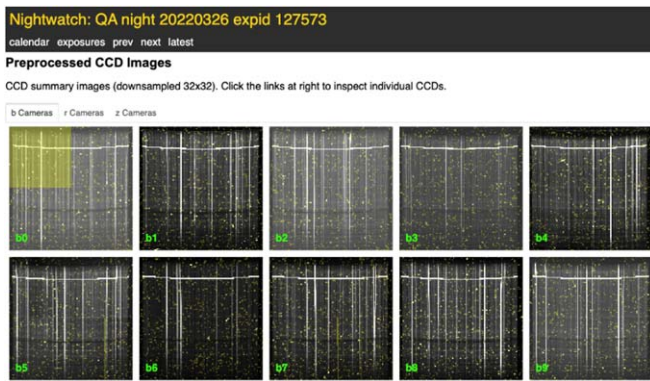 Nightwatch: QA night 20220326 expid 127573
calendar exposures prev next latest
Preprocessed CCD Images
CCD summary images (downsampled 32x32). Click the links at right to inspect individual CCDs.
b Cameras r Cameras z Cameras
b0 b1 b2 b3 b4
b5 b6 b7 b8 b9